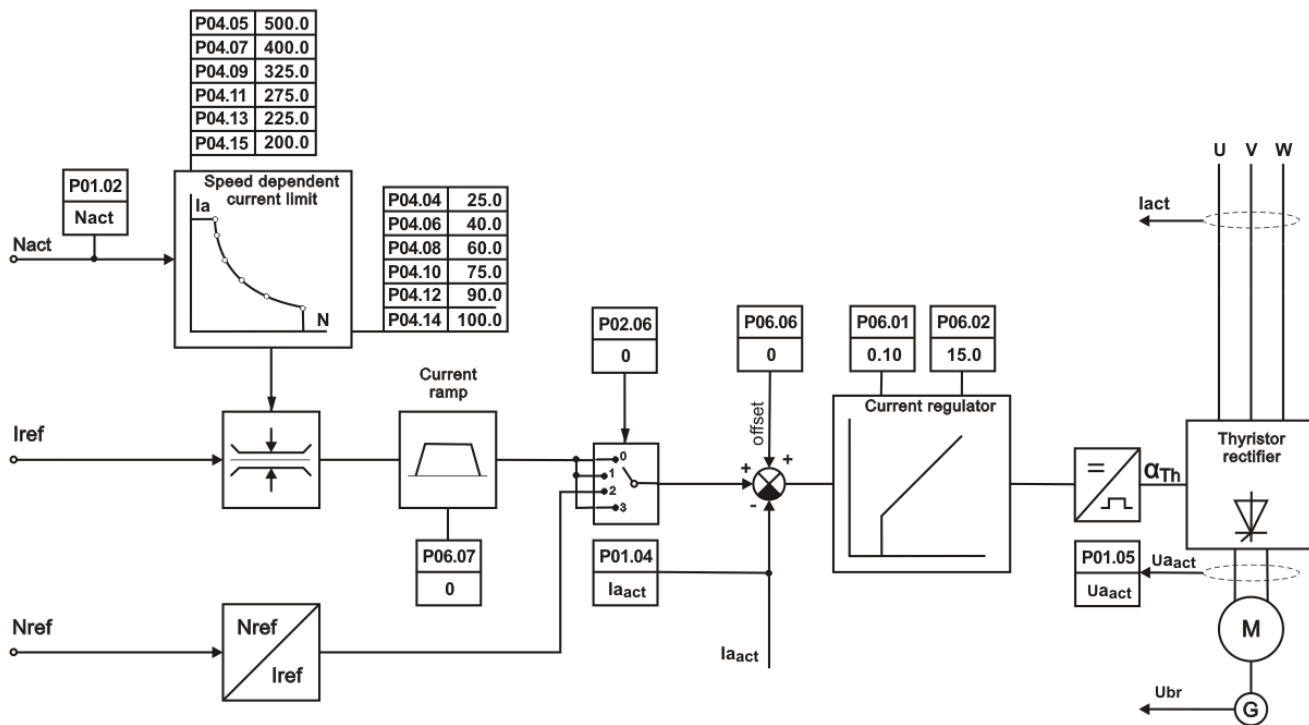 P04.05 500.0
P04.07 400.0
P04.09 325.0
P04.11 275.0
P04.13 225.0
P04.15 200.0
P01.02
Nact
Nact
Speed dependent
current limit
Ia
N
P04.04 25.0
P04.06 40.0
P04.08 60.0
P04.10 75.0
P04.12 90.0
P04.14 100.0
U V W
Iact
P02.06
0
P06.06
0
offset
P06.01
0.10
P06.02
15.0
Current
ramp
Current regulator
Iref
0
1
2
3
+
+
-
=
αTh
Thyristor
rectifier
P06.07
0
P01.04
Iaact
Iaact
P01.05
Uaact
Uaact
Nref
Nref
Iref
M
Ubr
G